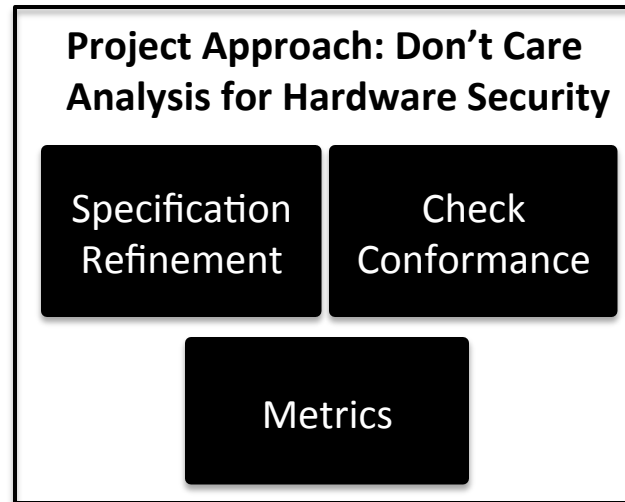 Project Approach: Don’t Care
Analysis for Hardware Security
Specification
Refinement
Check
Conformance
Metrics